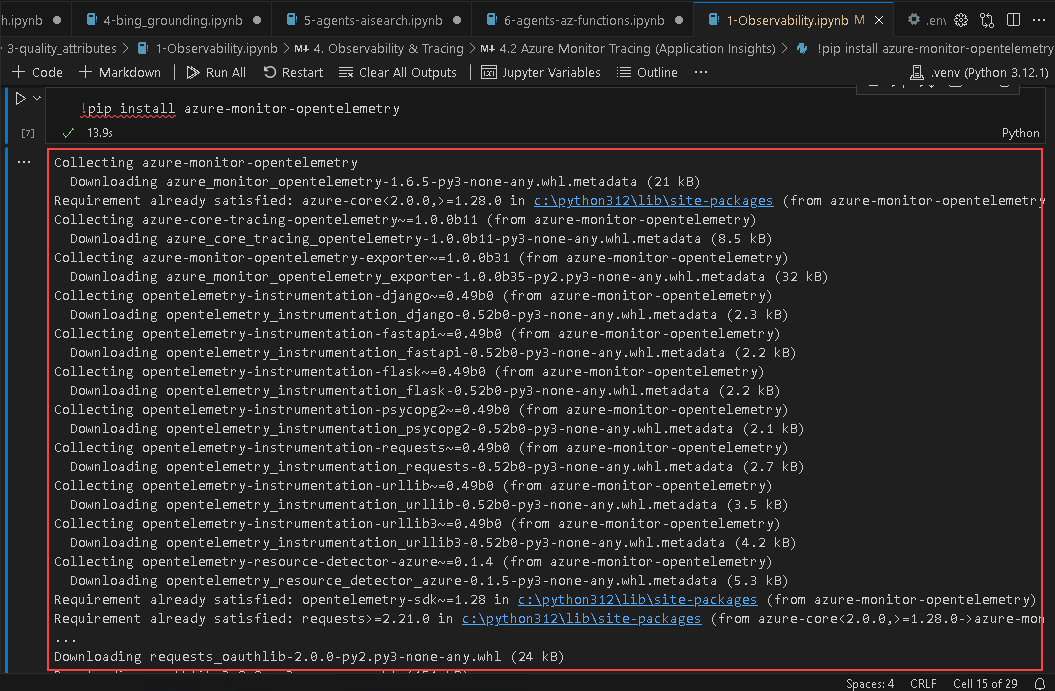 h.ipynb ● 4-bing_grounding.ipynb ● 5-agents-aisearch.ipynb ● 6-agents-az-functions.ipynb ● 1-Observability.ipynb M × .env
3-quality_attributes > 1-Observability.ipynb > M↓ 4. Observability & Tracing > M↓ 4.2 Azure Monitor Tracing (Application Insights) > !pip install azure-monitor-opentelemetry
+ Code + Markdown Run All Restart Clear All Outputs Jupyter Variables Outline ... .venv (Python 3.12.1)
!pip install azure-monitor-opentelemetry
[7] ✓ 13.9s Python
...
Collecting azure-monitor-opentelemetry
Downloading azure_monitor_opentelemetry-1.6.5-py3-none-any.whl.metadata (21 kB)
Requirement already satisfied: azure-core<2.0.0,>=1.28.0 in c:\python312\lib\site-packages (from azure-monitor-opentelemetry
Collecting azure-core-tracing-opentelemetry~=1.0.0b11 (from azure-monitor-opentelemetry)
Downloading azure_core_tracing_opentelemetry-1.0.0b11-py3-none-any.whl.metadata (8.5 kB)
Collecting azure-monitor-opentelemetry-exporter~=1.0.0b31 (from azure-monitor-opentelemetry)
Downloading azure_monitor_opentelemetry_exporter-1.0.0b35-py2.py3-none-any.whl.metadata (32 kB)
Collecting opentelemetry-instrumentation-django~=0.49b0 (from azure-monitor-opentelemetry)
Downloading opentelemetry_instrumentation_django-0.52b0-py3-none-any.whl.metadata (2.3 kB)
Collecting opentelemetry-instrumentation-fastapi~=0.49b0 (from azure-monitor-opentelemetry)
Downloading opentelemetry_instrumentation_fastapi-0.52b0-py3-none-any.whl.metadata (2.2 kB)
Collecting opentelemetry-instrumentation-flask~=0.49b0 (from azure-monitor-opentelemetry)
Downloading opentelemetry_instrumentation_flask-0.52b0-py3-none-any.whl.metadata (2.2 kB)
Collecting opentelemetry-instrumentation-psycopg2~=0.49b0 (from azure-monitor-opentelemetry)
Downloading opentelemetry_instrumentation_psycopg2-0.52b0-py3-none-any.whl.metadata (2.1 kB)
Collecting opentelemetry-instrumentation-requests~=0.49b0 (from azure-monitor-opentelemetry)
Downloading opentelemetry_instrumentation_requests-0.52b0-py3-none-any.whl.metadata (2.7 kB)
Collecting opentelemetry-instrumentation-urllib~=0.49b0 (from azure-monitor-opentelemetry)
Downloading opentelemetry_instrumentation_urllib-0.52b0-py3-none-any.whl.metadata (3.5 kB)
Collecting opentelemetry-instrumentation-urllib3~=0.49b0 (from azure-monitor-opentelemetry)
Downloading opentelemetry_instrumentation_urllib3-0.52b0-py3-none-any.whl.metadata (4.2 kB)
Collecting opentelemetry-resource-detector-azure~=0.1.4 (from azure-monitor-opentelemetry)
Downloading opentelemetry_resource_detector_azure-0.1.5-py3-none-any.whl.metadata (5.3 kB)
Requirement already satisfied: opentelemetry-sdk~=1.28 in c:\python312\lib\site-packages (from azure-monitor-opentelemetry)
Requirement already satisfied: requests>=2.21.0 in c:\python312\lib\site-packages (from azure-core<2.0.0,>=1.28.0->azure-mon
...
Downloading requests_oauthlib-2.0.0-py2.py3-none-any.whl (24 kB)
Spaces: 4 CRLF Cell 15 of 29